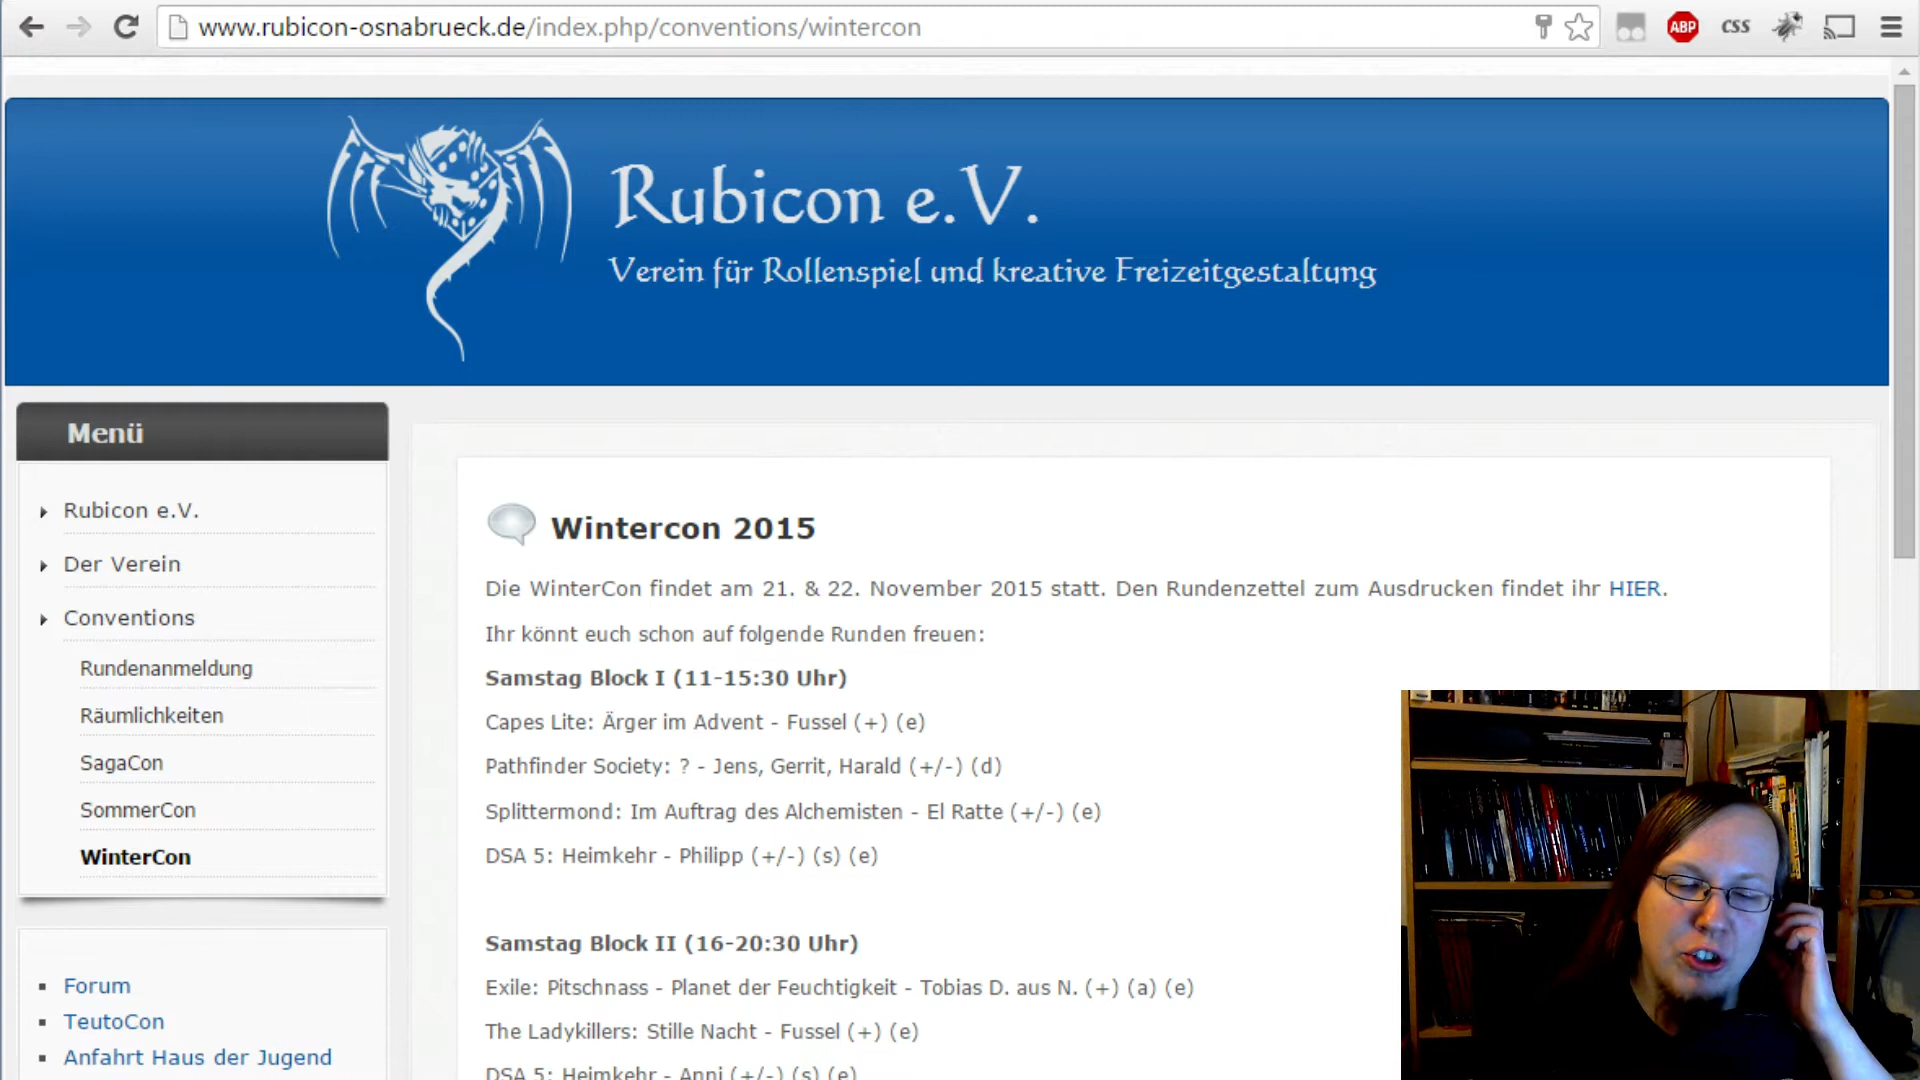 www.rubicon-osnabrueck.de/index.php/conventions/wintercon
ABP
CSS
Rubicon e.V.
Verein für Rollenspiel und kreative Freizeitgestaltung
Menü
Rubicon e.V.
Der Verein
Conventions
Rundenanmeldung
Räumlichkeiten
SagaCon
SommerCon
WinterCon
Forum
TeutoCon
Anfahrt Haus der Jugend
Wintercon 2015
Die WinterCon findet am 21. & 22. November 2015 statt. Den Rundenzettel zum Ausdrucken findet ihr HIER.
Ihr könnt euch schon auf folgende Runden freuen:
Samstag Block I (11-15:30 Uhr)
Capes Lite: Ärger im Advent - Fussel (+) (e)
Pathfinder Society: ? - Jens, Gerrit, Harald (+/-) (d)
Splittermond: Im Auftrag des Alchemisten - El Ratte (+/-) (e)
DSA 5: Heimkehr - Philipp (+/-) (s) (e)
Samstag Block II (16-20:30 Uhr)
Exile: Pitschnass - Planet der Feuchtigkeit - Tobias D. aus N. (+) (a) (e)
The Ladykillers: Stille Nacht - Fussel (+) (e)
DSA 5: Heimkehr - Anni (+/-) (s) (e)